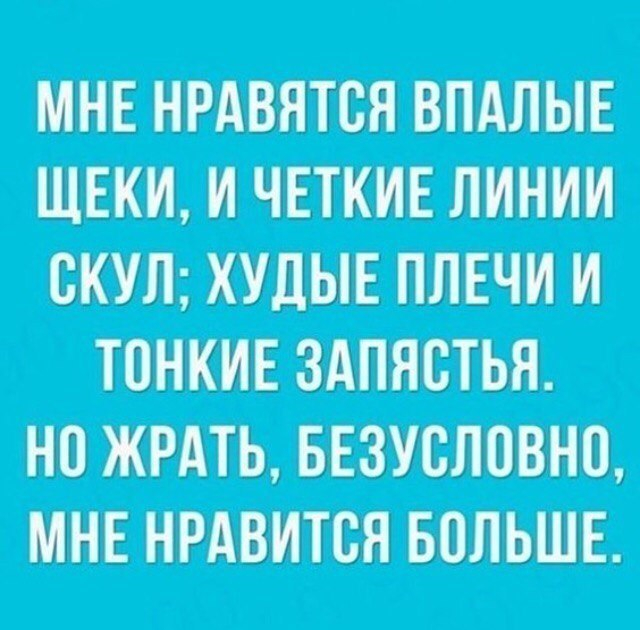 МНЕ НРАВЯТСЯ ВПАЛЫЕ
ЩЕКИ, И ЧЕТКИЕ ЛИНИИ
СКУЛ; ХУДЫЕ ПЛЕЧИ И
ТОНКИЕ ЗАПЯСТЬЯ.
НО ЖРАТЬ, БЕЗУСЛОВНО,
МНЕ НРАВИТСЯ БОЛЬШЕ.